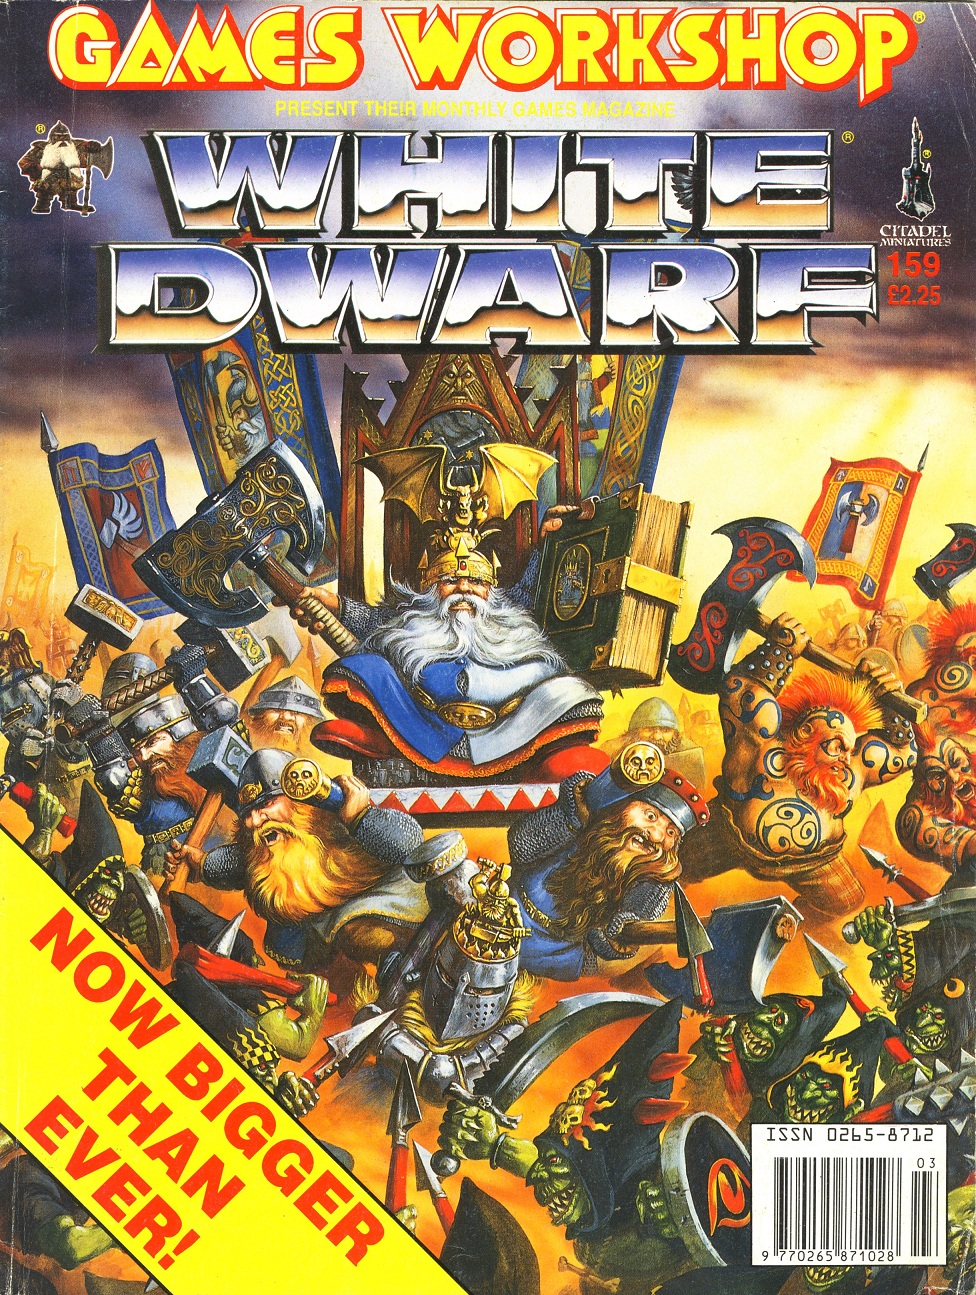 GAMES WORKSHOP®
PRESENT THEIR MONTHLY GAMES MAGAZINE
®
WHITE®
DWARF
®
CITADEL
MINIATURES
159
£2.25
NOW BIGGER
THAN
EVER!
ISSN 0265-8712
03
9 770265 871028